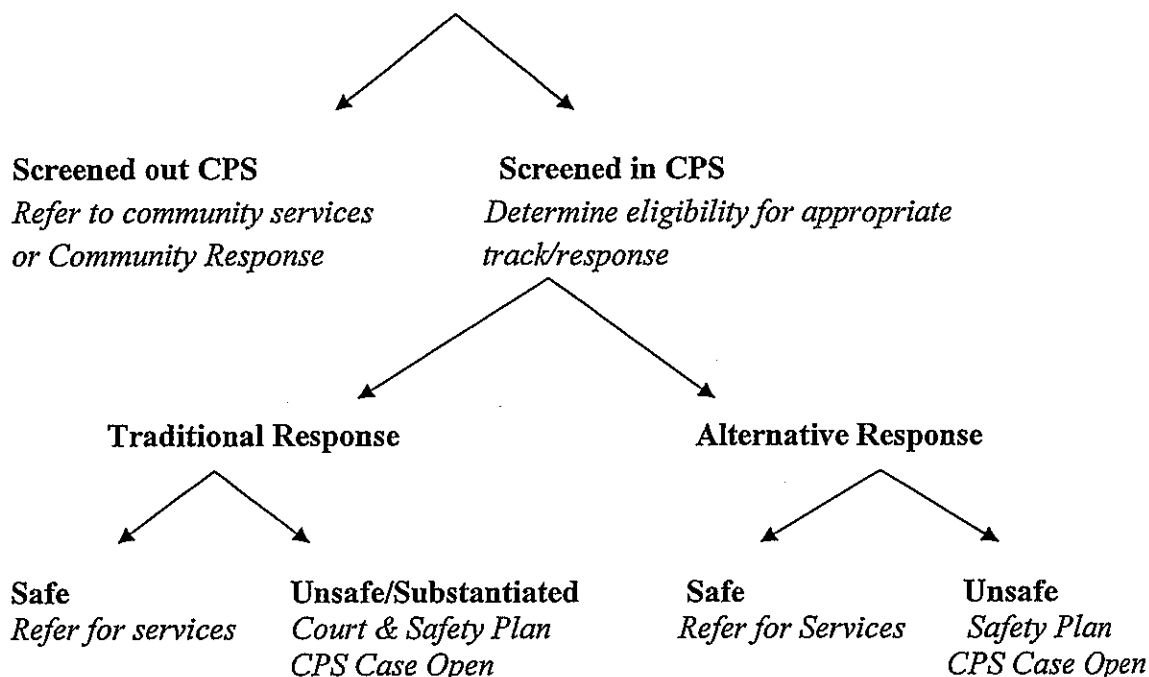 Screened out CPS
Refer to community services
or Community Response
Screened in CPS
Determine eligibility for appropriate
track/response
Traditional Response
Alternative Response
Safe
Refer for services
Unsafe/Substantiated
Court & Safety Plan
CPS Case Open
Safe
Refer for Services
Unsafe
Safety Plan
CPS Case Open